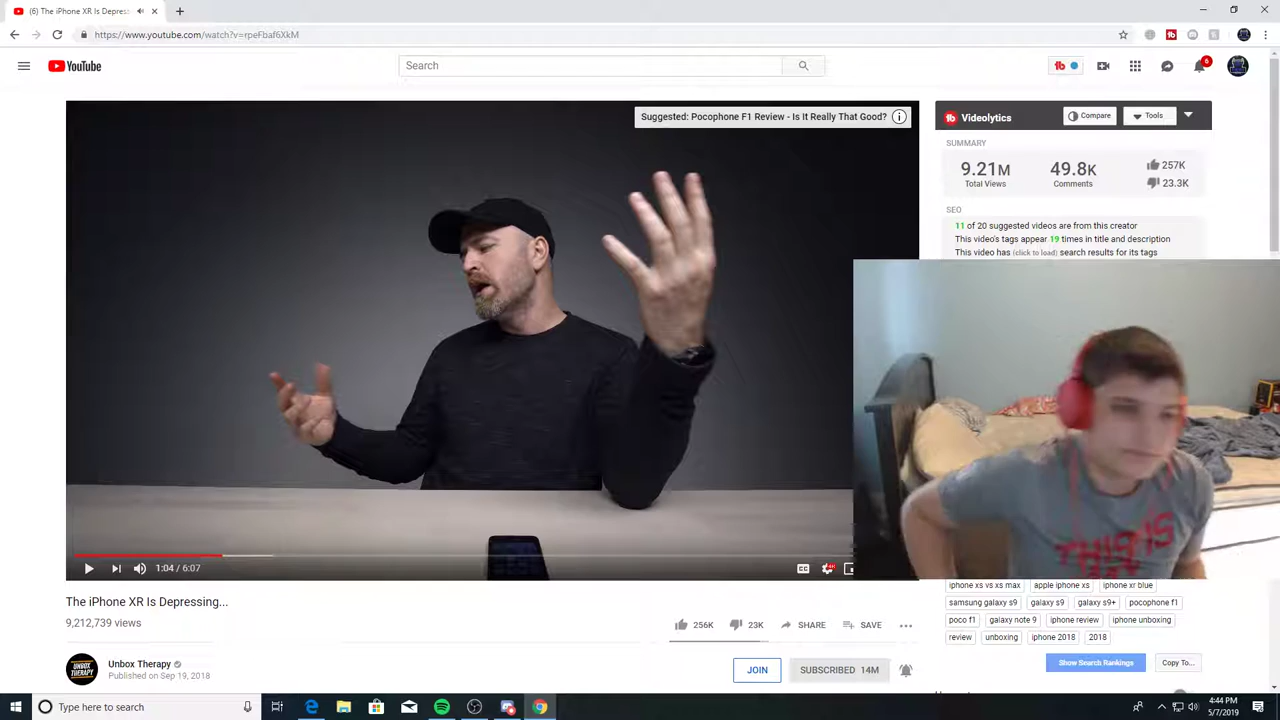 (6) The iPhone XR Is Depress
https://www.youtube.com/watch?v=rpeFbaf6XkM
YouTube
Search
6
Suggested: Pocophone F1 Review - Is It Really That Good?
Videolytics
Compare
Tools
SUMMARY
9.21M
Total Views
49.8K
Comments
257K
23.3K
SEO
11 of 20 suggested videos are from this creator
This video's tags appear 19 times in title and description
This video has (click to load) search results for its tags
THIS IS
1:04 / 6:07
CC
The iPhone XR Is Depressing...
9,212,739 views
256K
23K
SHARE
SAVE
UNBOX
THERAPY
Unbox Therapy
Published on Sep 19, 2018
JOIN
SUBSCRIBED 14M
iphone xs vs xs max
apple iphone xs
iphone xr blue
samsung galaxy s9
galaxy s9
galaxy s9+
pocophone f1
poco f1
galaxy note 9
iphone review
iphone unboxing
review
unboxing
iphone 2018
2018
Show Search Rankings
Copy To...
Type here to search
4:44 PM
5/7/2019